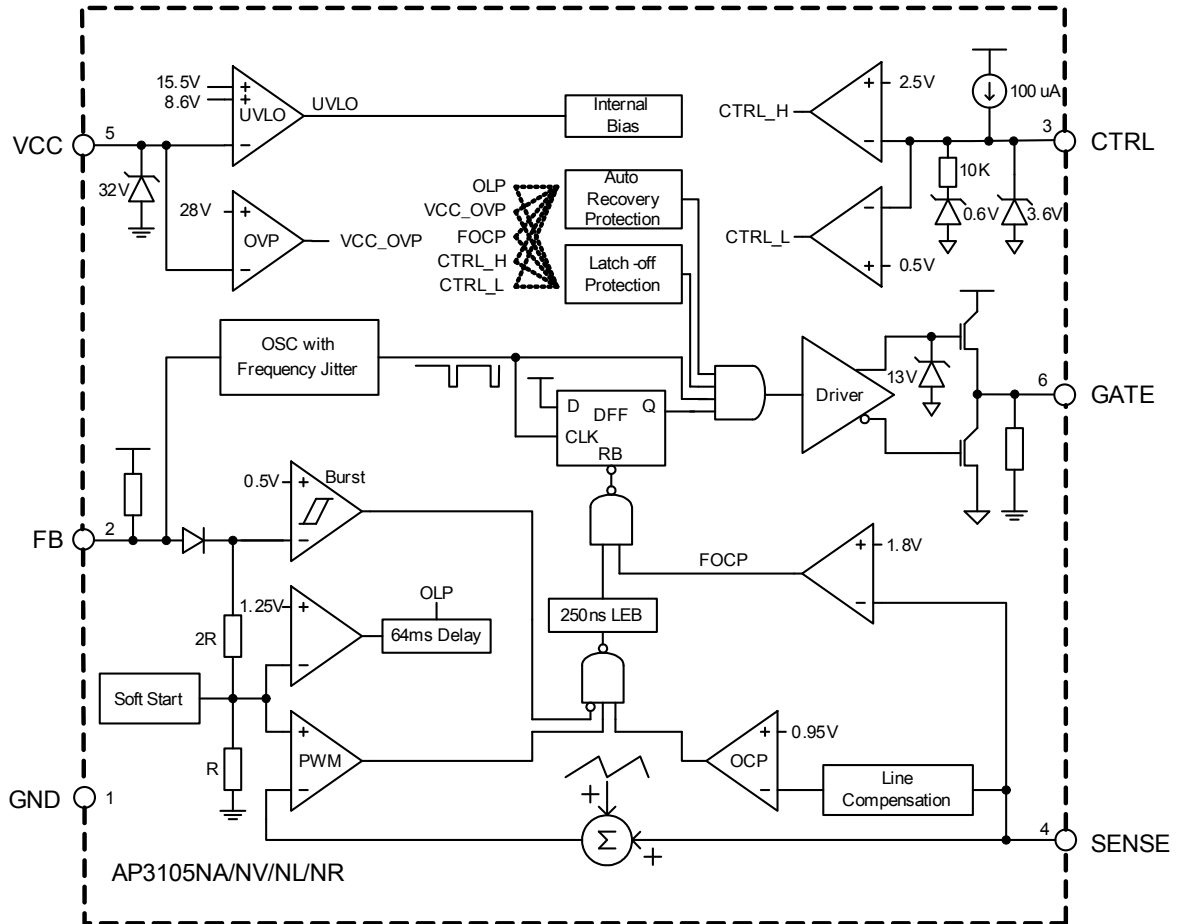 15.5V
8.6V
+
+
UVLO
−
UVLO
Internal
Bias
CTRL_H
+
2.5V
−
100 uA
5
VCC
3
CTRL
32V
28V
+
OVP
−
VCC_OVP
OLP
VCC_OVP
FOCP
CTRL_H
CTRL_L
Auto
Recovery
Protection
Latch -off
Protection
10K
0.6V
3.6V
CTRL_L
−
+
0.5V
OSC with
Frequency Jitter
D
DFF
Q
CLK
RB
Driver
13V
6
GATE
0.5V
+
Burst
−
2
FB
FOCP
+
1.8V
−
1.25V
+
−
OLP
64ms Delay
250ns LEB
2R
Soft Start
R
+
PWM
−
+
0.95V
OCP
−
Line
Compensation
GND
1
+
Σ
+
4
SENSE
AP3105NA/NV/NL/NR